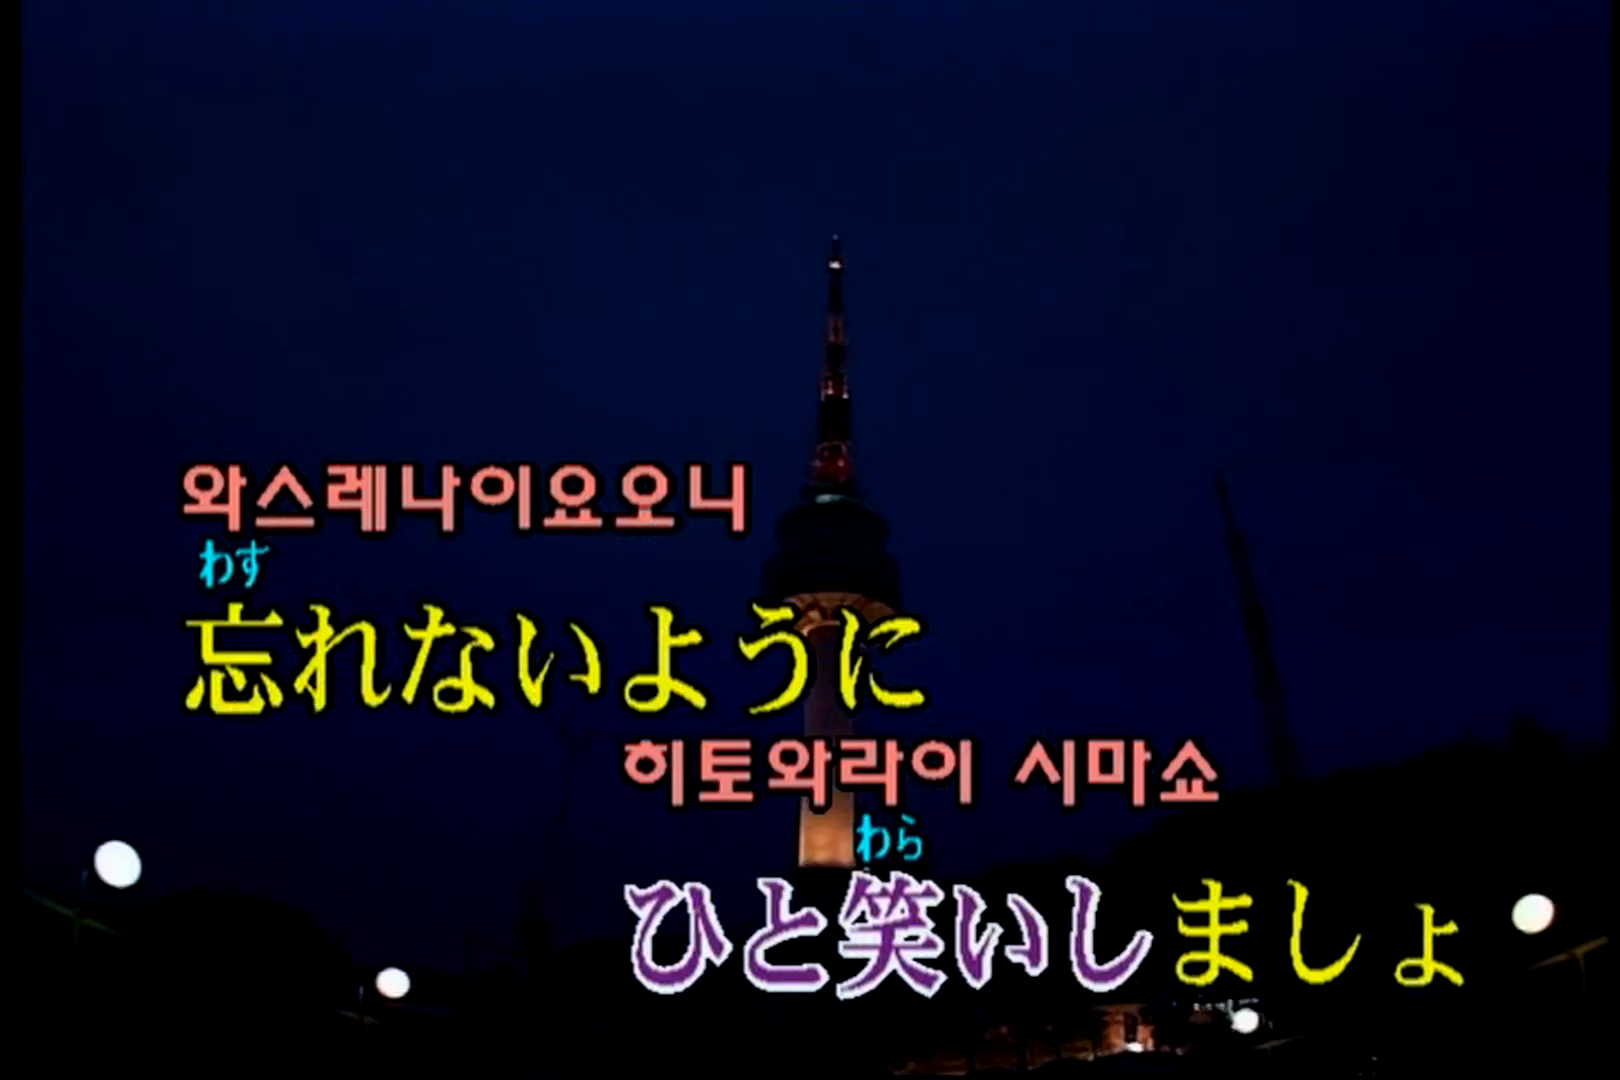 와스레나이요오니
わす
忘れないように
히토와라이 시마쇼
わら
ひと笑いしましょ